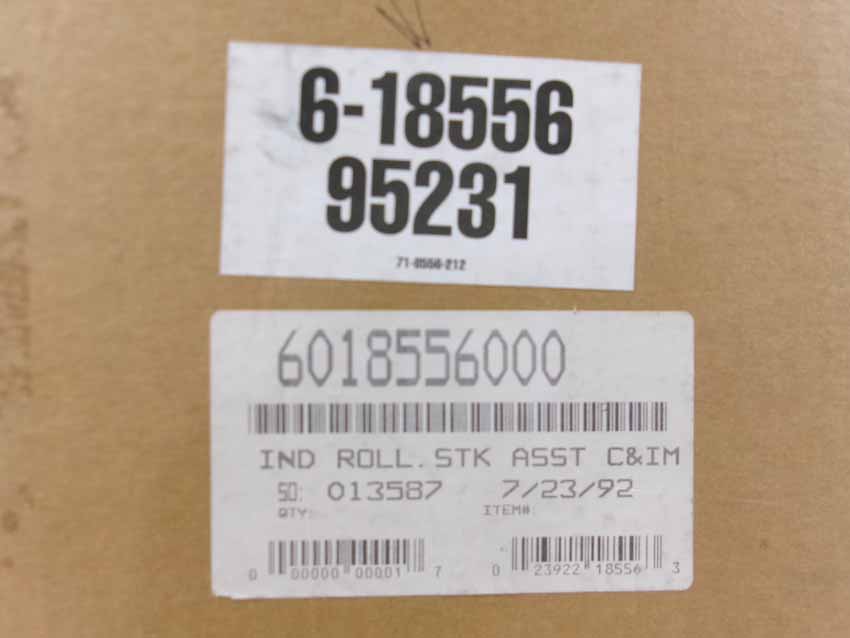 6-18556
95231
71-8556-212
6018556000
IND ROLL.STK ASST C&IM
SO: 013587 7/23/92
QTY: ITEM#:
0 00000 00001 7 0 23922 18556 3